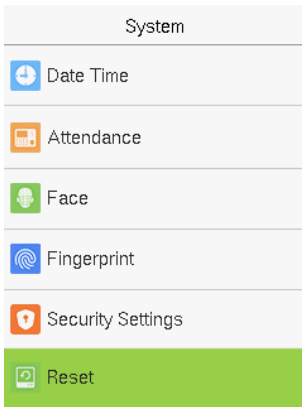 System
Date Time
Attendance
Face
Fingerprint
Security Settings
Reset